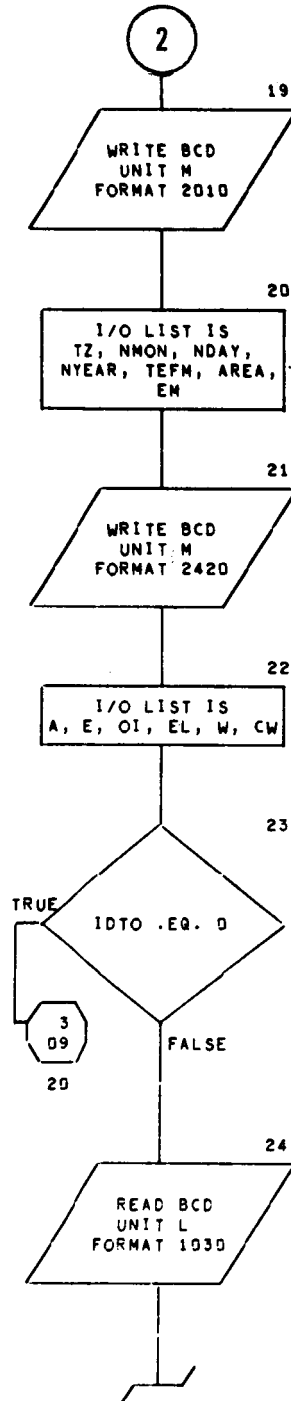 2
19
WRITE BCD
UNIT M
FORMAT 2010
20
I/O LIST IS
TZ, NMON, NDAY,
NYEAR, TEFM, AREA,
EM
21
WRITE BCD
UNIT M
FORMAT 2420
22
I/O LIST IS
A, E, OI, EL, W, CW
23
TRUE
IDTO .EQ. 0
3
09
20
FALSE
24
READ BCD
UNIT L
FORMAT 1030